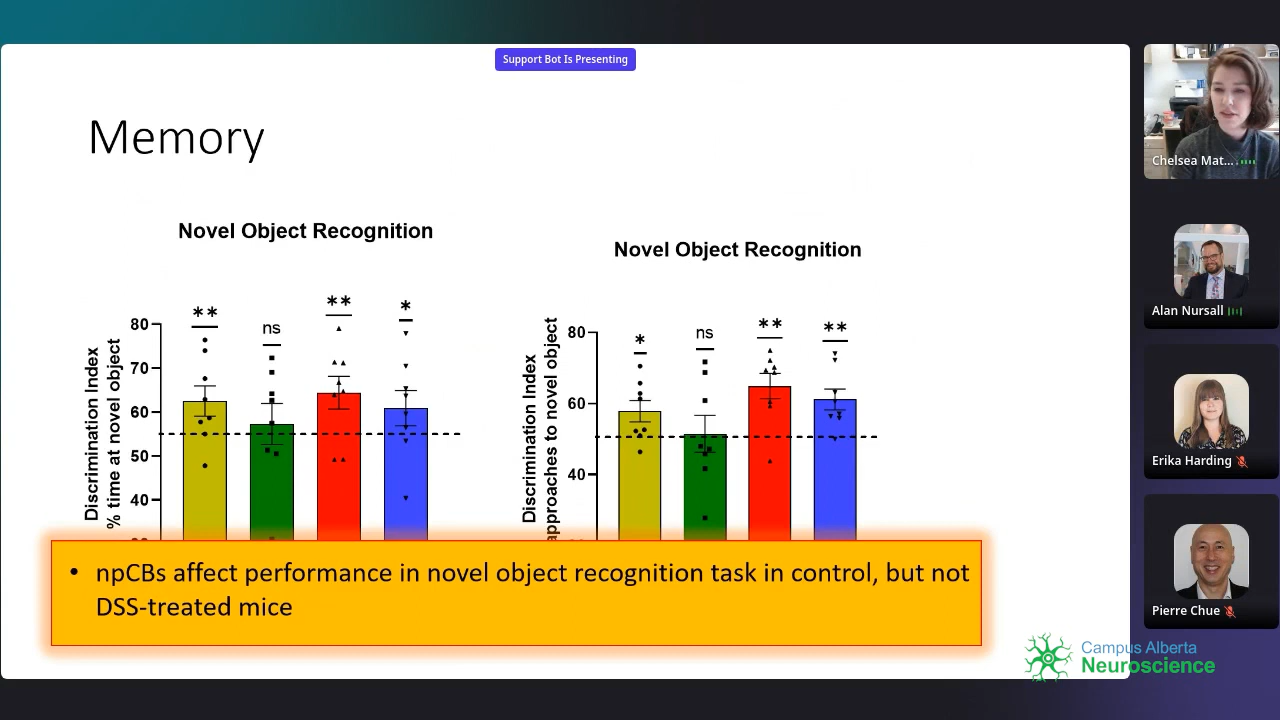 Support Bot Is Presenting
Memory
Novel Object Recognition
Discrimination Index
% time at novel object
80
70
60
50
40
**
ns
**
*
Novel Object Recognition
Discrimination Index
approaches to novel object
80
60
40
*
ns
**
**
• npCBs affect performance in novel object recognition task in control, but not
DSS-treated mice
Chelsea Mat...
Alan Nursall
Erika Harding
Pierre Chue
Campus Alberta
Neuroscience